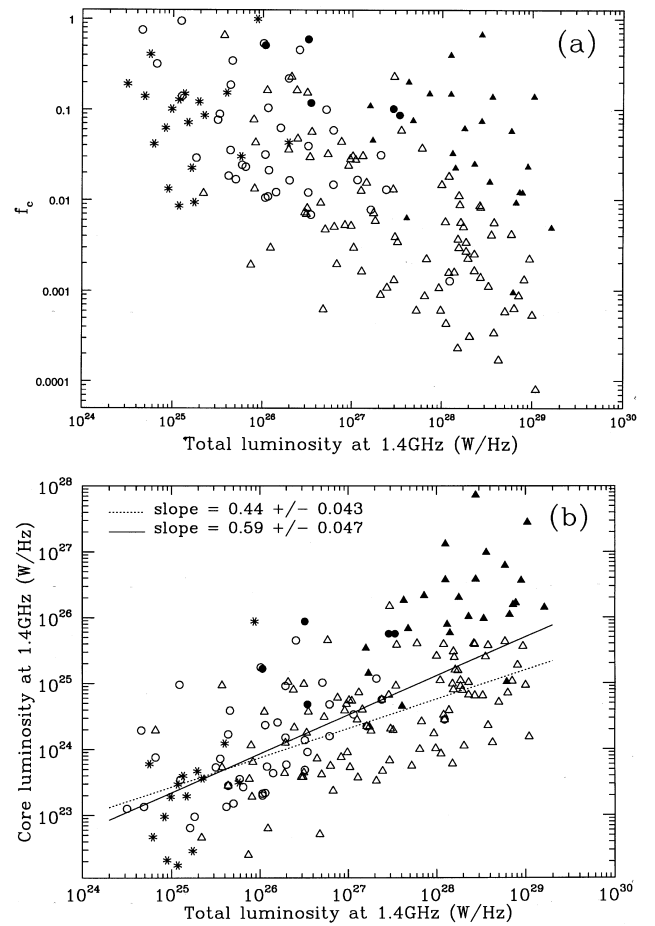 (a)
1
0.1
0.01
0.001
0.0001
f_c
10^24 10^25 10^26 10^27 10^28 10^29 10^30
Total luminosity at 1.4GHz (W/Hz)
(b)
slope = 0.44 +/- 0.043
slope = 0.59 +/- 0.047
10^28
10^27
10^26
10^25
10^24
10^23
Core luminosity at 1.4GHz (W/Hz)
10^24 10^25 10^26 10^27 10^28 10^29 10^30
Total luminosity at 1.4GHz (W/Hz)